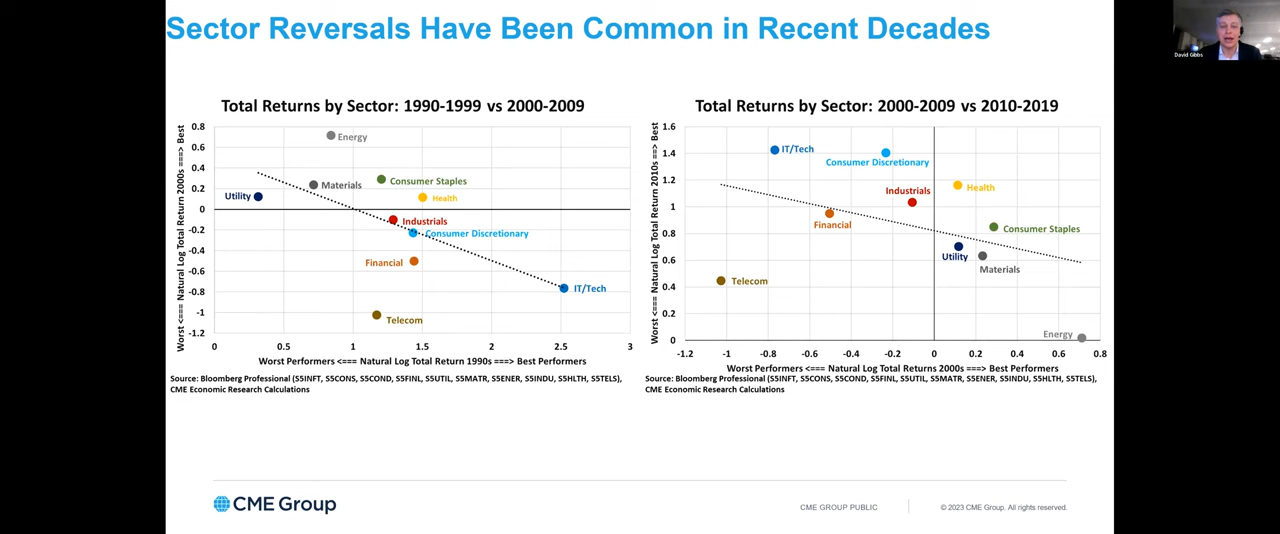 Sector Reversals Have Been Common in Recent Decades
David Gibbs
Total Returns by Sector: 1990-1999 vs 2000-2009
Worst <=== Natural Log Total Return 2000s ===> Best
0.8
0.6
0.4
0.2
0
-0.2
-0.4
-0.6
-0.8
-1
-1.2
Energy
Materials
Consumer Staples
Utility
Health
Industrials
Consumer Discretionary
Financial
IT/Tech
Telecom
0 0.5 1 1.5 2 2.5 3
Worst Performers <=== Natural Log Total Return 1990s ===> Best Performers
Source: Bloomberg Professional (S5INFT, S5CONS, S5COND, S5FINL, S5UTIL, S5MATR, S5ENER, S5INDU, S5HLTH, S5TELS),
CME Economic Research Calculations
Total Returns by Sector: 2000-2009 vs 2010-2019
Worst <=== Natural Log Total Return 2010s ===> Best
1.6
1.4
1.2
1
0.8
0.6
0.4
0.2
0
IT/Tech
Consumer Discretionary
Health
Industrials
Financial
Consumer Staples
Utility
Materials
Telecom
Energy
-1.2 -1 -0.8 -0.6 -0.4 -0.2 0 0.2 0.4 0.6 0.8
Worst Performers <=== Natural Log Total Returns 2000s ===> Best Performers
Source: Bloomberg Professional (S5INFT, S5CONS, S5COND, S5FINL, S5UTIL, S5MATR, S5ENER, S5INDU, S5HLTH, S5TELS),
CME Economic Research Calculations
CME Group
CME GROUP PUBLIC
© 2023 CME Group. All rights reserved.